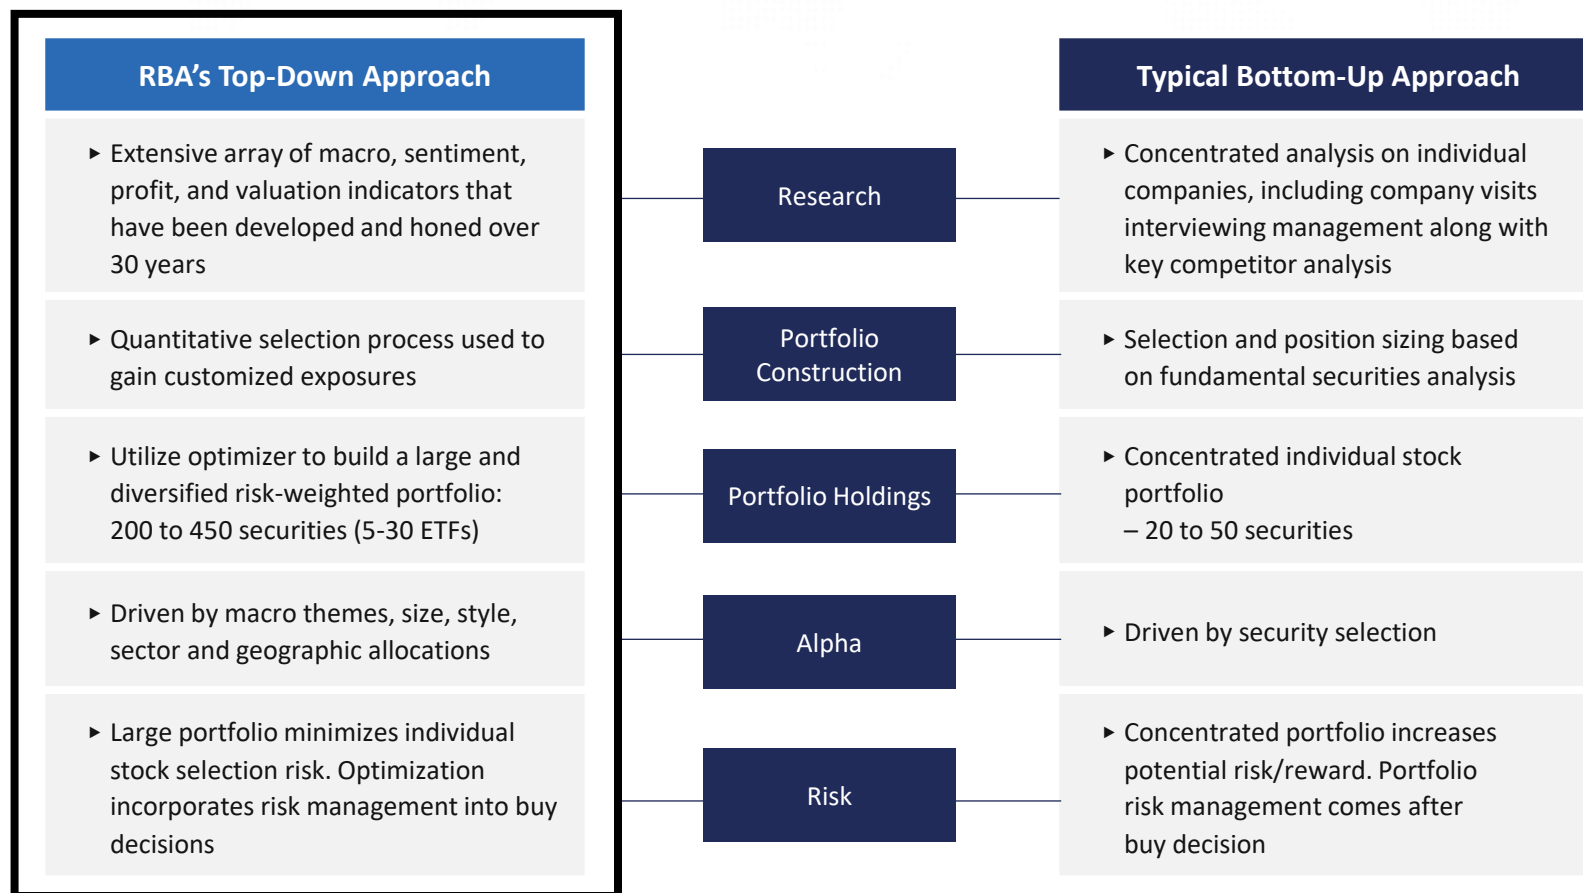 RBA’s Top-Down Approach
Typical Bottom-Up Approach
▸ Extensive array of macro, sentiment,
profit, and valuation indicators that
have been developed and honed over
30 years
Research
▸ Concentrated analysis on individual
companies, including company visits
interviewing management along with
key competitor analysis
▸ Quantitative selection process used to
gain customized exposures
Portfolio
Construction
▸ Selection and position sizing based
on fundamental securities analysis
▸ Utilize optimizer to build a large and
diversified risk-weighted portfolio:
200 to 450 securities (5-30 ETFs)
Portfolio Holdings
▸ Concentrated individual stock
portfolio
– 20 to 50 securities
▸ Driven by macro themes, size, style,
sector and geographic allocations
Alpha
▸ Driven by security selection
▸ Large portfolio minimizes individual
stock selection risk. Optimization
incorporates risk management into buy
decisions
Risk
▸ Concentrated portfolio increases
potential risk/reward. Portfolio
risk management comes after
buy decision